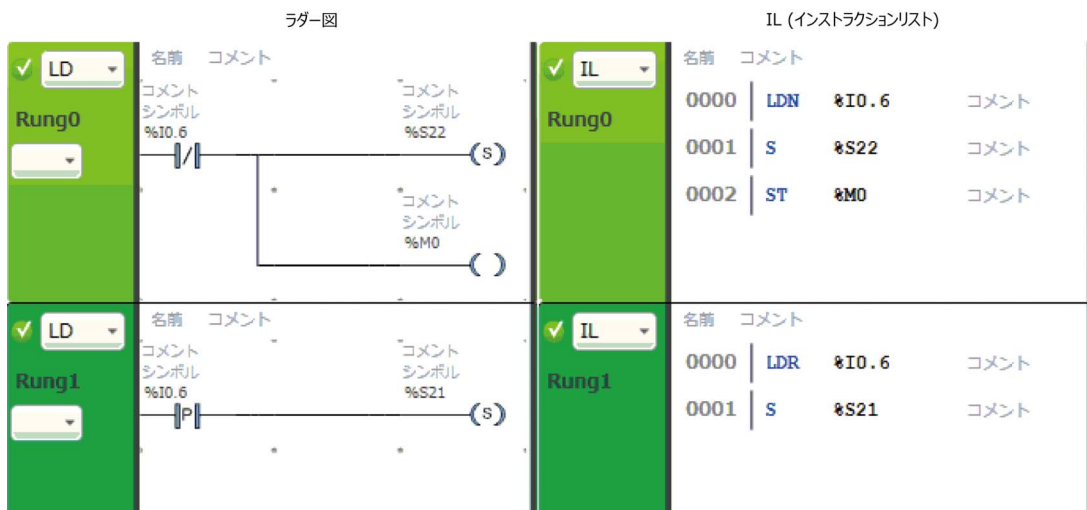 ラダー図
IL (インストラクションリスト)
LD
名前 コメント
Rung0
コメント
シンボル
%I0.6
/
コメント
シンボル
%S22
S
コメント
シンボル
%M0
IL
名前 コメント
Rung0
0000 LDN %I0.6 コメント
0001 S %S22 コメント
0002 ST %M0 コメント
LD
名前 コメント
Rung1
コメント
シンボル
%I0.6
P
コメント
シンボル
%S21
S
IL
名前 コメント
Rung1
0000 LDR %I0.6 コメント
0001 S %S21 コメント